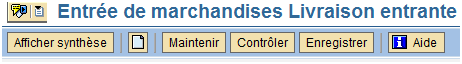 Entrée de marchandises Livraison entrante
Afficher synthèse Maintenir Contrôler Enregistrer Aide